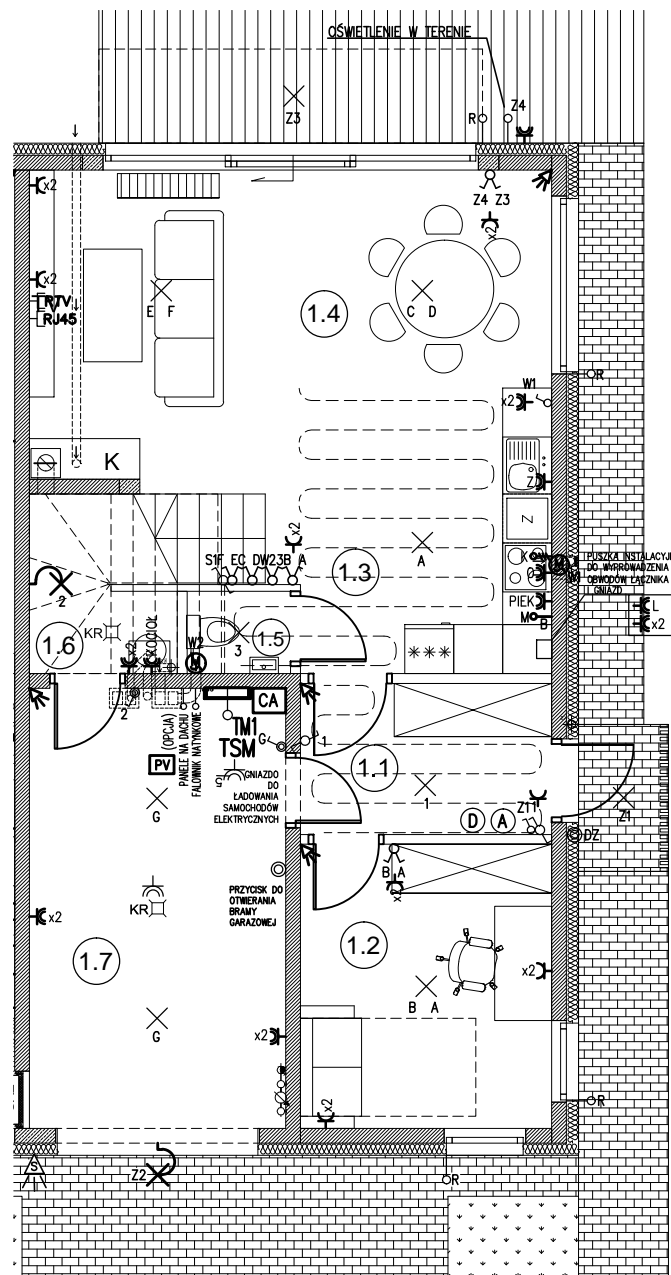 OŚWIETLENIE W TERENIE
Z3
R
Z4
x2
Z4 Z3
x2
x2
RTV
RJ45
E F
1.4
C D
R
W1
x2
K
Z
Z
x2
A
S1F EC DW23B A
1.3
K
PUSZKA INSTALACYJNA
DO WYPROWADZENIA
OBWODÓW ŁĄCZNIKA
I GNIAZD
PIEK
M
B
L
x2
2
1.6
KR
x2
KOCIOŁ
W2
3
1.5
2
CA
TM1
TSM
G
1
1.1
PV
(OPCJA)
PANELE NA DACHU
FALOWNIK NATYNKOWE
GNIAZDO
DO
ŁADOWANIA
SAMOCHODÓW
ELEKTRYCZNYCH
G
1
Z1
Z11
D A
DZ
B A
x2
PRZYCISK DO
OTWIERANIA
BRAMY
GARAŻOWEJ
KR
x2
1.2
1.7
x2
B A
G
x2
x2
R
S
Z2
R